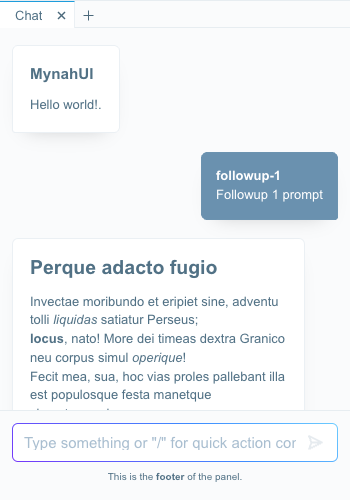 Chat
MynahUI
Hello world!.
followup-1
Followup 1 prompt
Perque adacto fugio
Invectae moribundo et eripiet sine, adventu
tolli liquidas satiatur Perseus;
locus, nato! More dei timeas dextra Granico
neu corpus simul operique!
Fecit mea, sua, hoc vias proles pallebant illa
est populosque festa manetque
Type something or "/" for quick action cor
This is the footer of the panel.